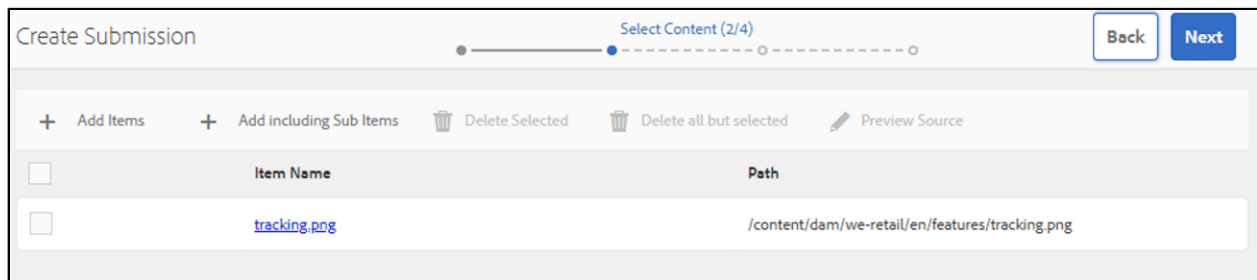 Create Submission
Select Content (2/4)
Back
Next
Add Items
Add including Sub Items
Delete Selected
Delete all but selected
Preview Source
Item Name
Path
tracking.png
/content/dam/we-retail/en/features/tracking.png